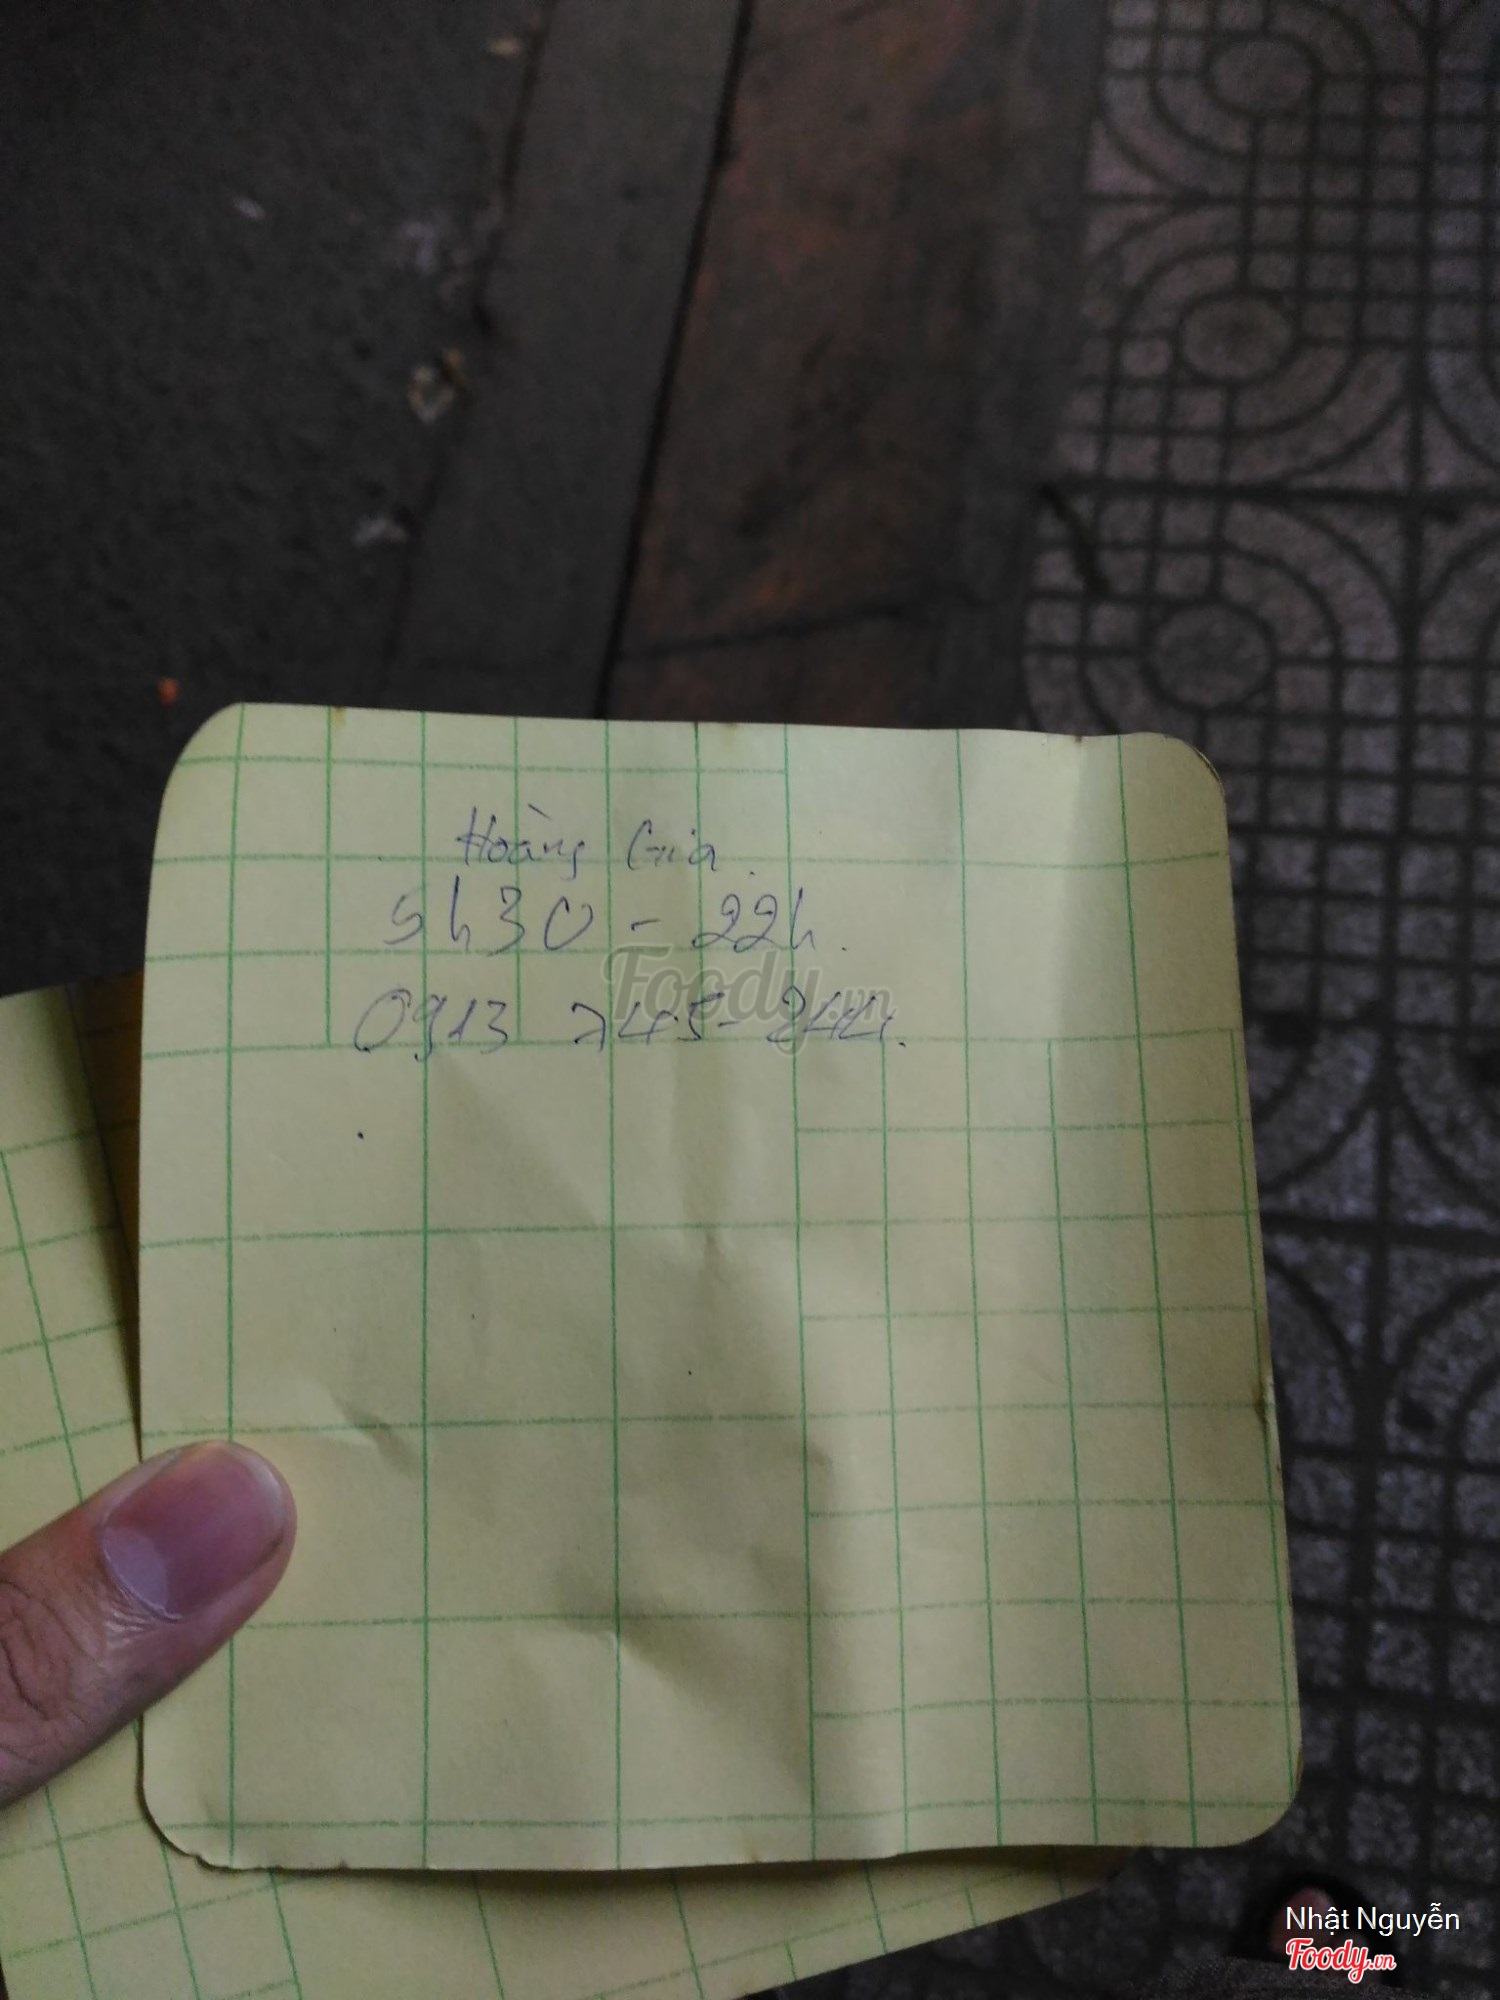 Hoàng Gia.
5h30 - 22h.
0913 745-244.
Foody.vn
Nhật Nguyễn
Foody.vn